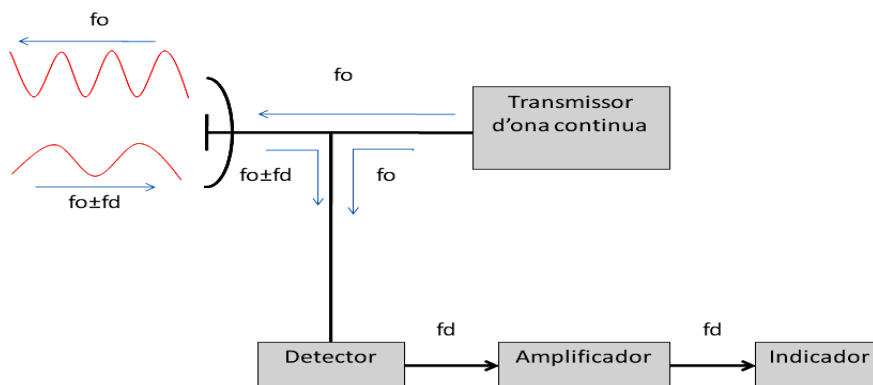 fo
fo
Transmissor
d'ona continua
fo±fd
fo
fo±fd
fd
fd
Detector
Amplificador
Indicador